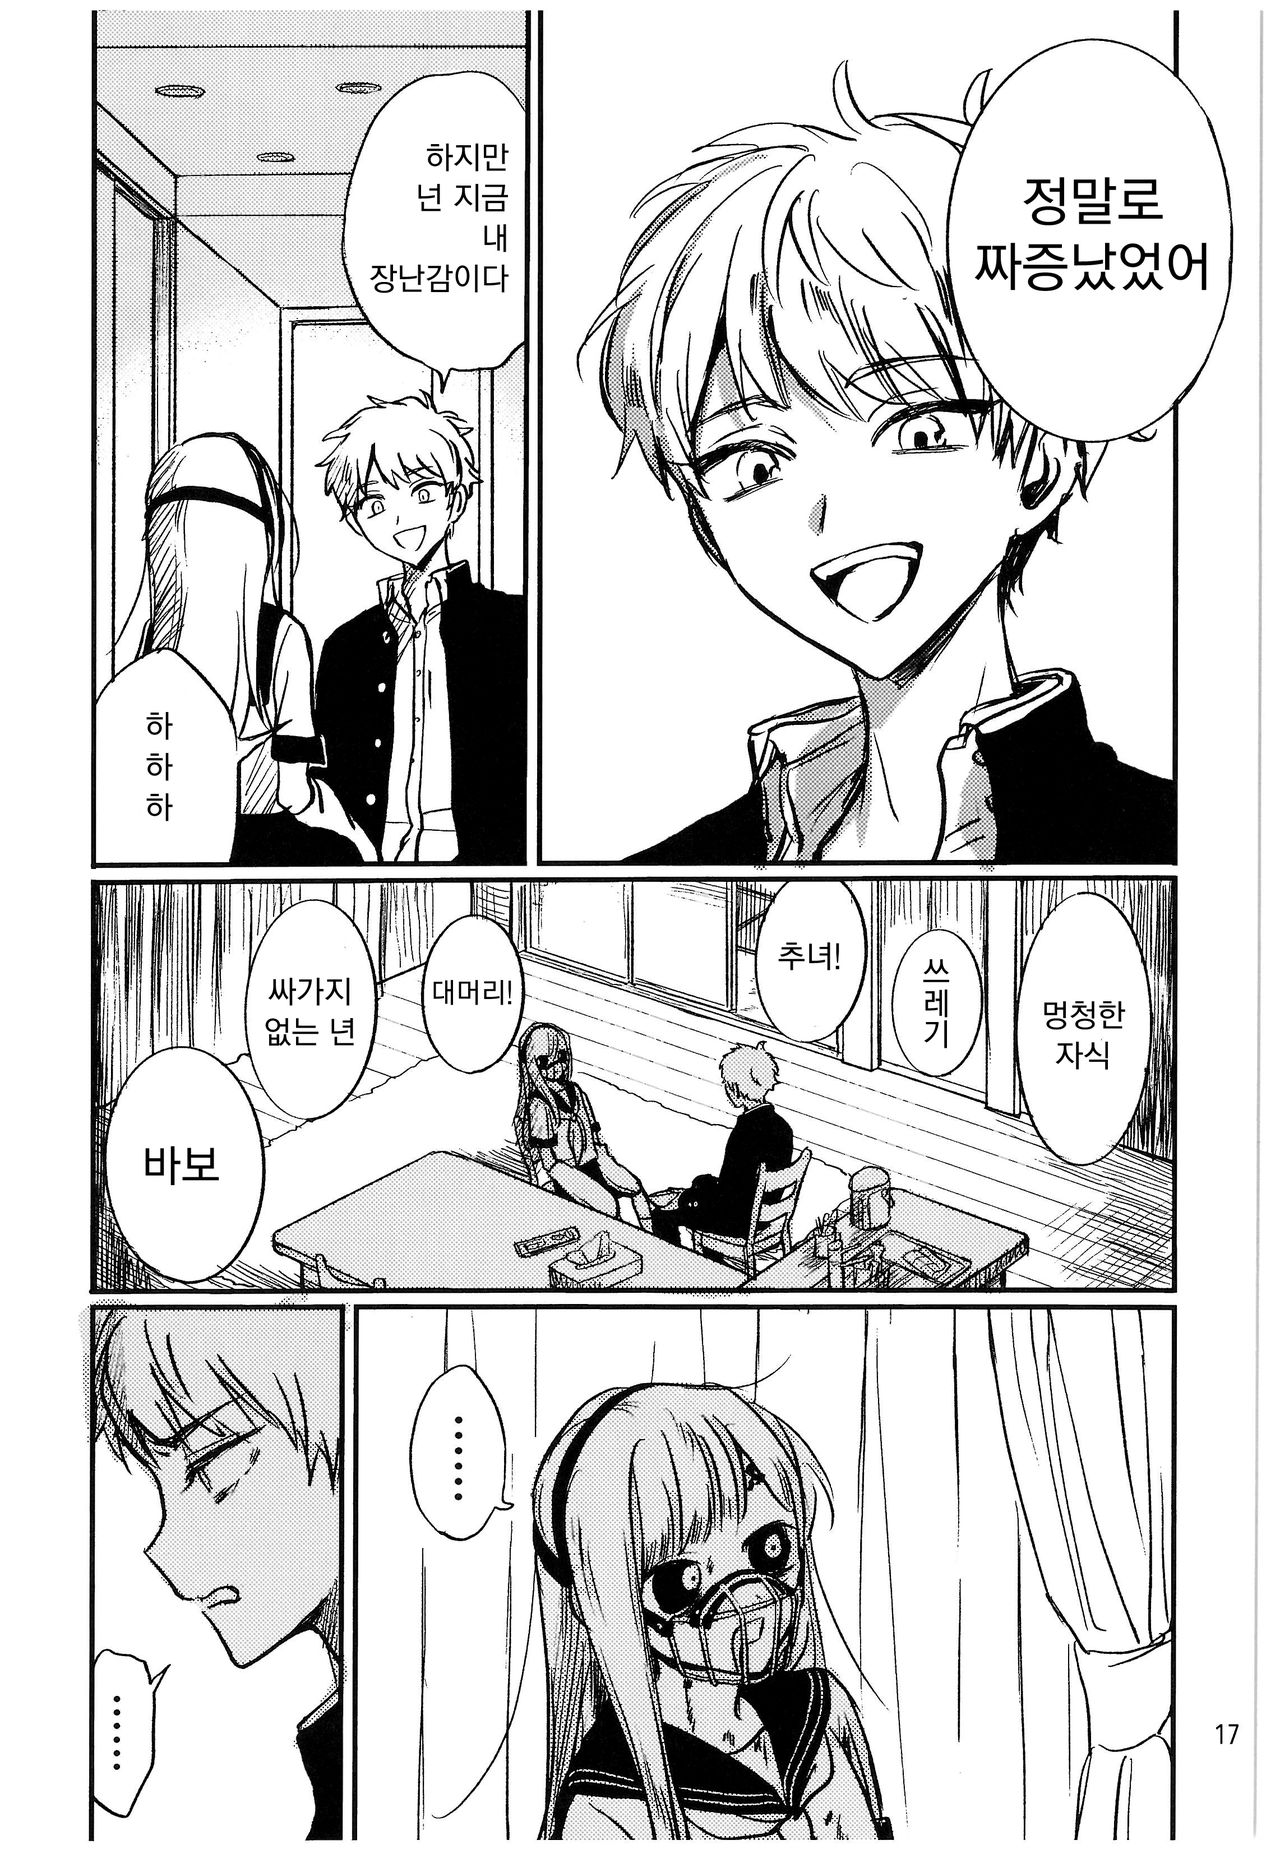 정말로
짜증났었어
하지만
넌 지금
내
장난감이다
하
하
하
멍청한
자식
쓰
레
기
추녀!
대머리!
싸가지
없는 년
바보
⋯⋯
⋯⋯
17